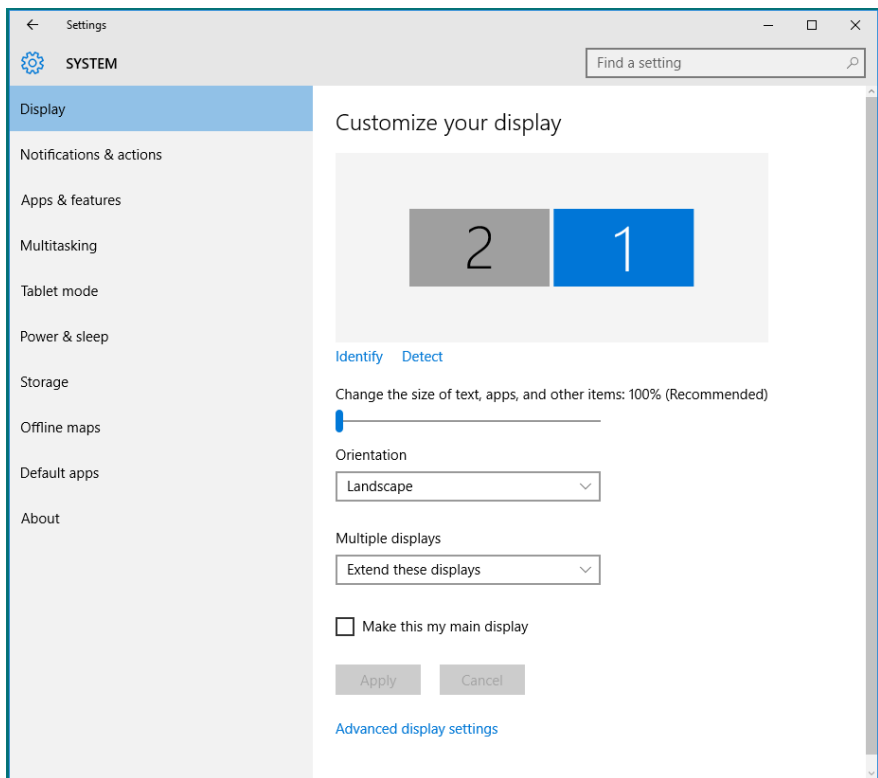 Settings
SYSTEM
Find a setting
Display
Notifications & actions
Apps & features
Multitasking
Tablet mode
Power & sleep
Storage
Offline maps
Default apps
About
Customize your display
2 1
Identify Detect
Change the size of text, apps, and other items: 100% (Recommended)
Orientation
Landscape
Multiple displays
Extend these displays
Make this my main display
Apply Cancel
Advanced display settings